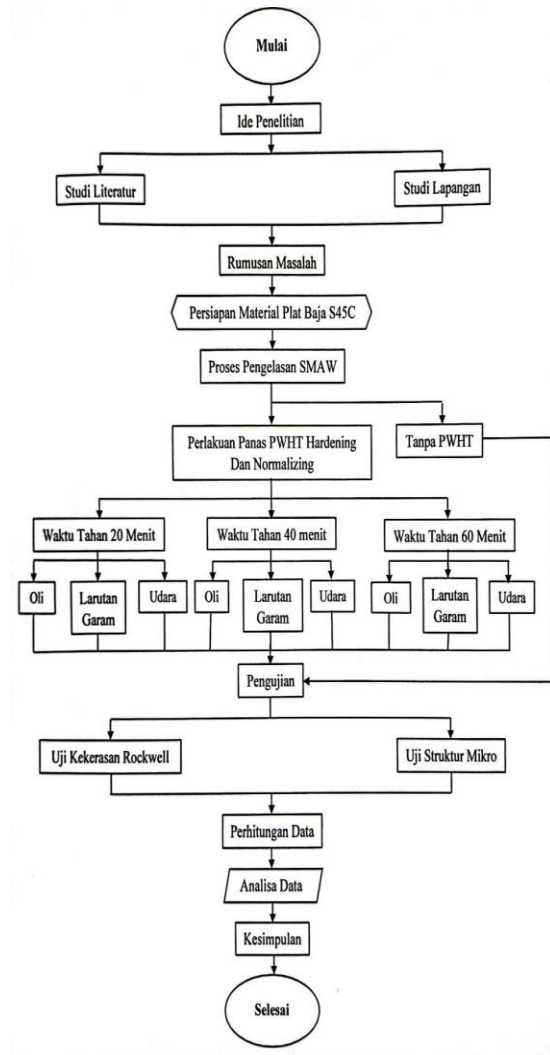 Mulai
Ide Penelitian
Studi Literatur
Studi Lapangan
Rumusan Masalah
Persiapan Material Plat Baja S45C
Proses Pengelasan SMAW
Perlakuan Panas PWHT Hardening
Dan Normalizing
Tanpa PWHT
Waktu Tahan 20 Menit
Waktu Tahan 40 menit
Waktu Tahan 60 Menit
Oli
Larutan
Garam
Udara
Oli
Larutan
Garam
Udara
Oli
Larutan
Garam
Udara
Pengujian
Uji Kekerasan Rockwell
Uji Struktur Mikro
Perhitungan Data
Analisa Data
Kesimpulan
Selesai